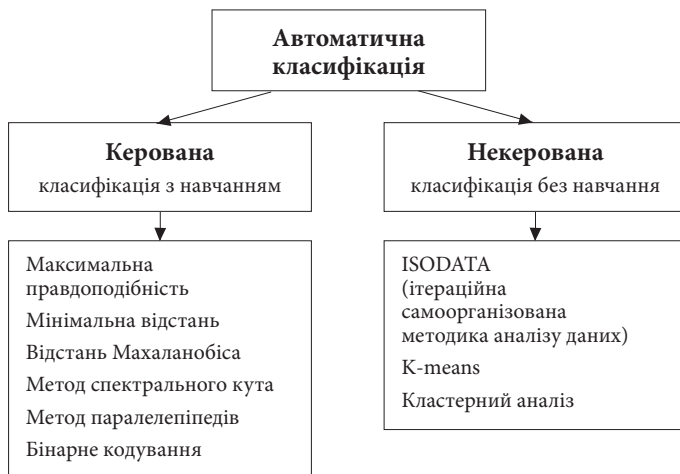 Автоматична
класифікація
Керована
класифікація з навчанням
Некерована
класифікація без навчання
Максимальна
правдоподібність
Мінімальна відстань
Відстань Махаланобіса
Метод спектрального кута
Метод паралелепіпедів
Бінарне кодування
ISODATA
(ітераційна
самоорганізована
методика аналізу даних)
K-means
Кластерний аналіз